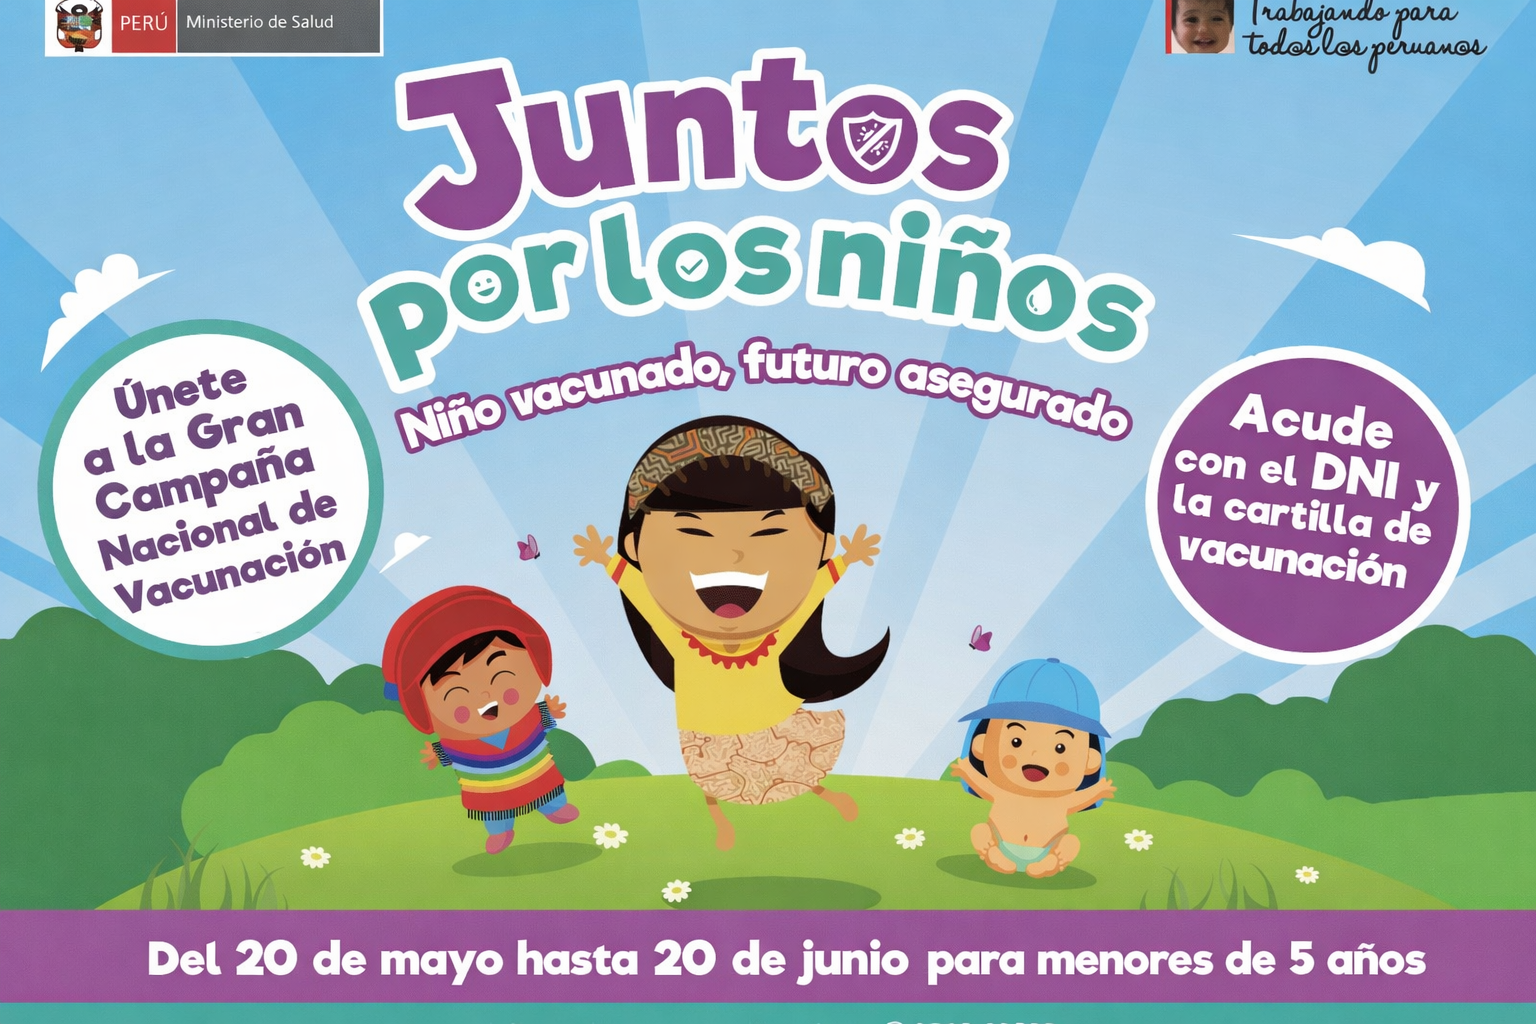 PERÚ
Ministerio de Salud
Trabajando para
todos los peruanos
Juntos
por los niños
Niño vacunado, futuro asegurado
Únete
a la Gran
Campaña
Nacional de
Vacunación
Acude
con el DNI y
la cartilla de
vacunación
Del 20 de mayo hasta 20 de junio para menores de 5 años